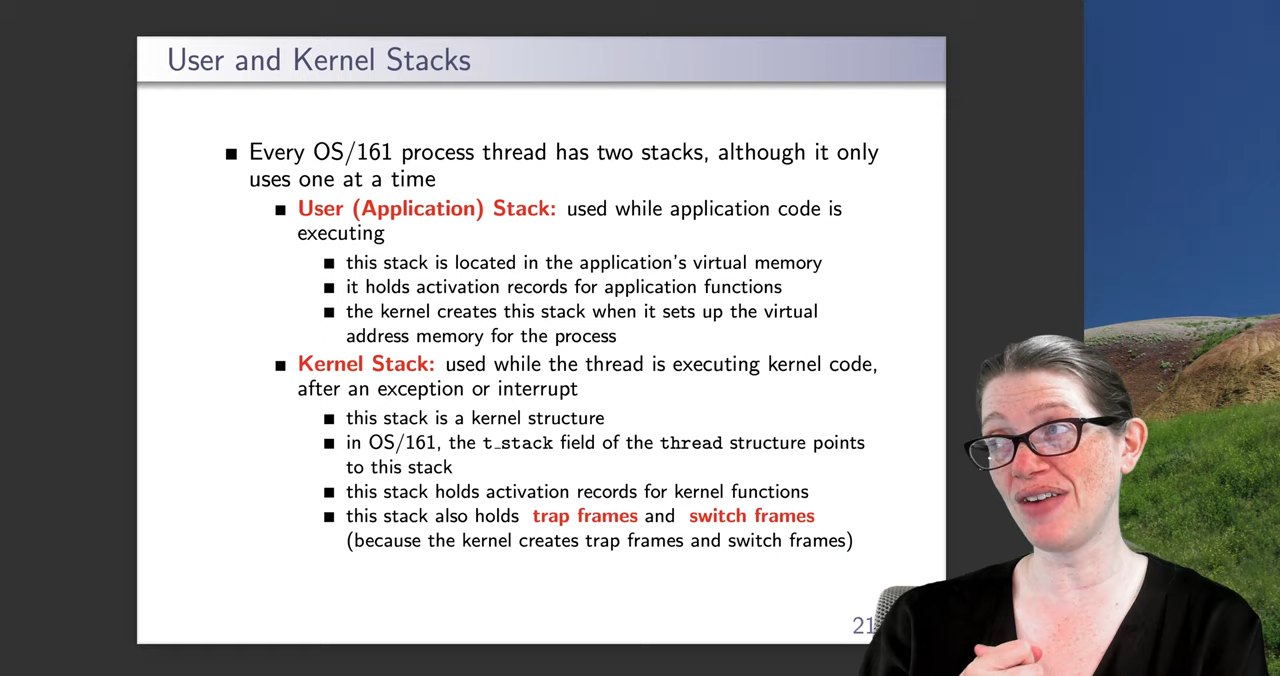 User and Kernel Stacks
■ Every OS/161 process thread has two stacks, although it only
uses one at a time
■ User (Application) Stack: used while application code is
executing
■ this stack is located in the application's virtual memory
■ it holds activation records for application functions
■ the kernel creates this stack when it sets up the virtual
address memory for the process
■ Kernel Stack: used while the thread is executing kernel code,
after an exception or interrupt
■ this stack is a kernel structure
■ in OS/161, the t_stack field of the thread structure points
to this stack
■ this stack holds activation records for kernel functions
■ this stack also holds trap frames and switch frames
(because the kernel creates trap frames and switch frames)
21